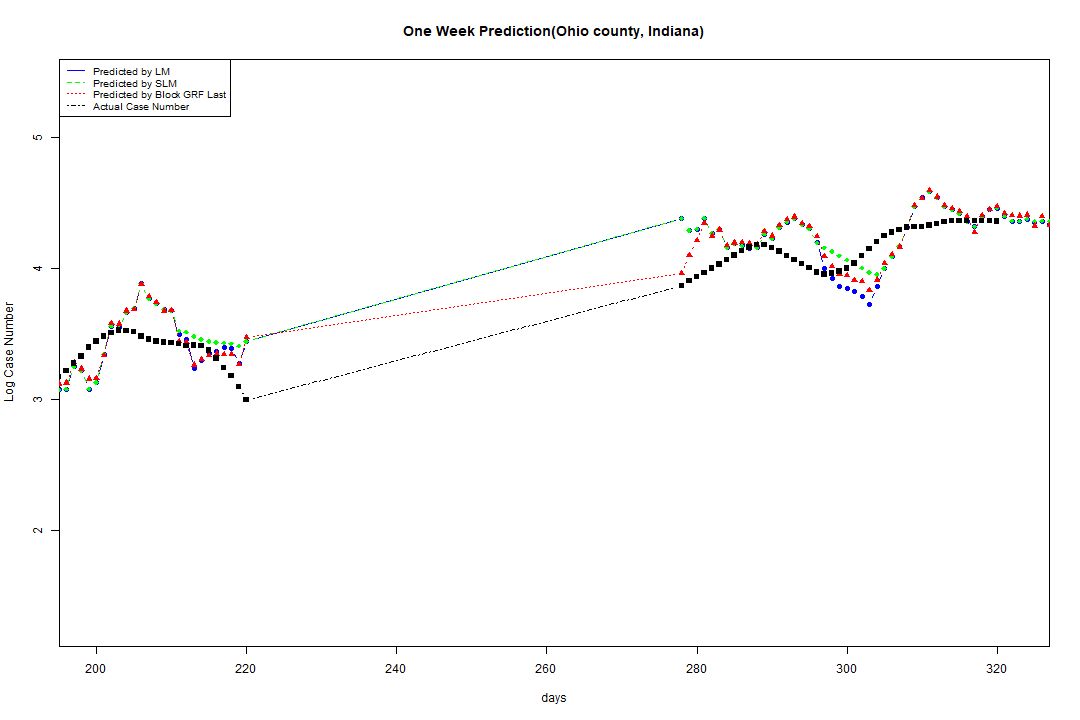 One Week Prediction(Ohio county, Indiana)
Predicted by LM
Predicted by SLM
Predicted by Block GRF Last
Actual Case Number
5
4
3
2
Log Case Number
200 220 240 260 280 300 320
days